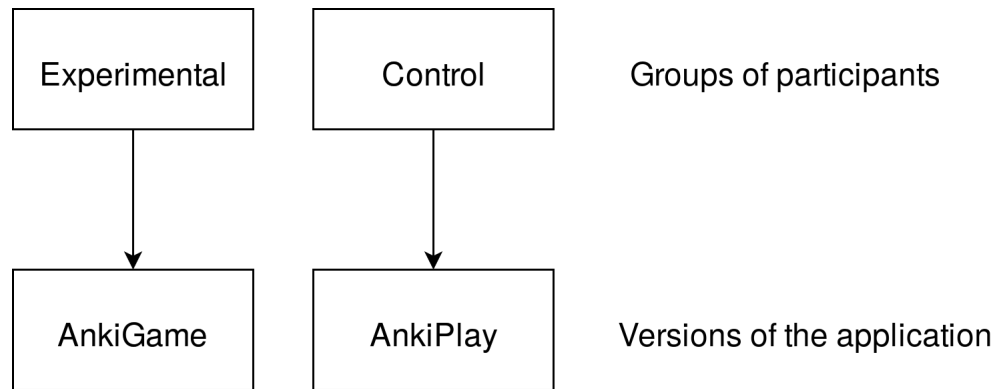 Experimental
Control
Groups of participants
AnkiGame
AnkiPlay
Versions of the application